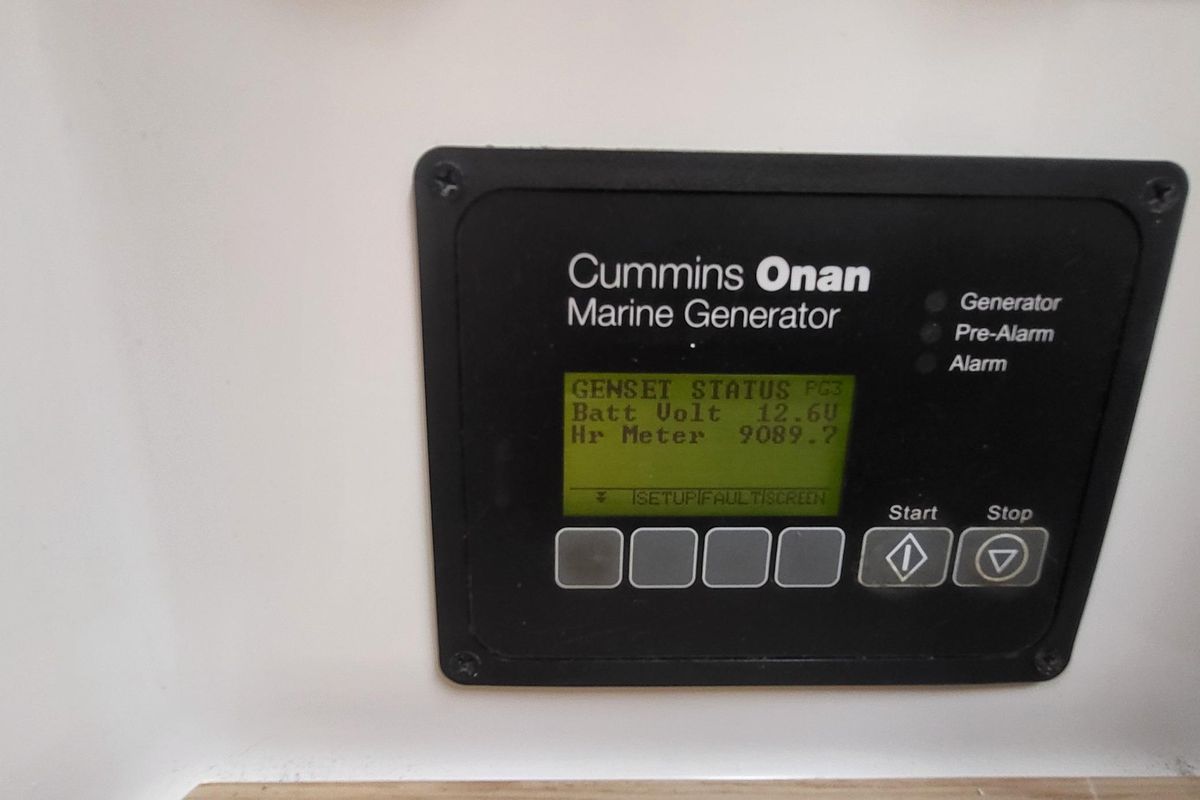 Cummins Onan
Marine Generator
Generator
Pre-Alarm
Alarm
GENSET STATUS PG3
Batt Volt 12.6V
Hr Meter 9089.7
SETUP FAULT SCREEN
Start Stop